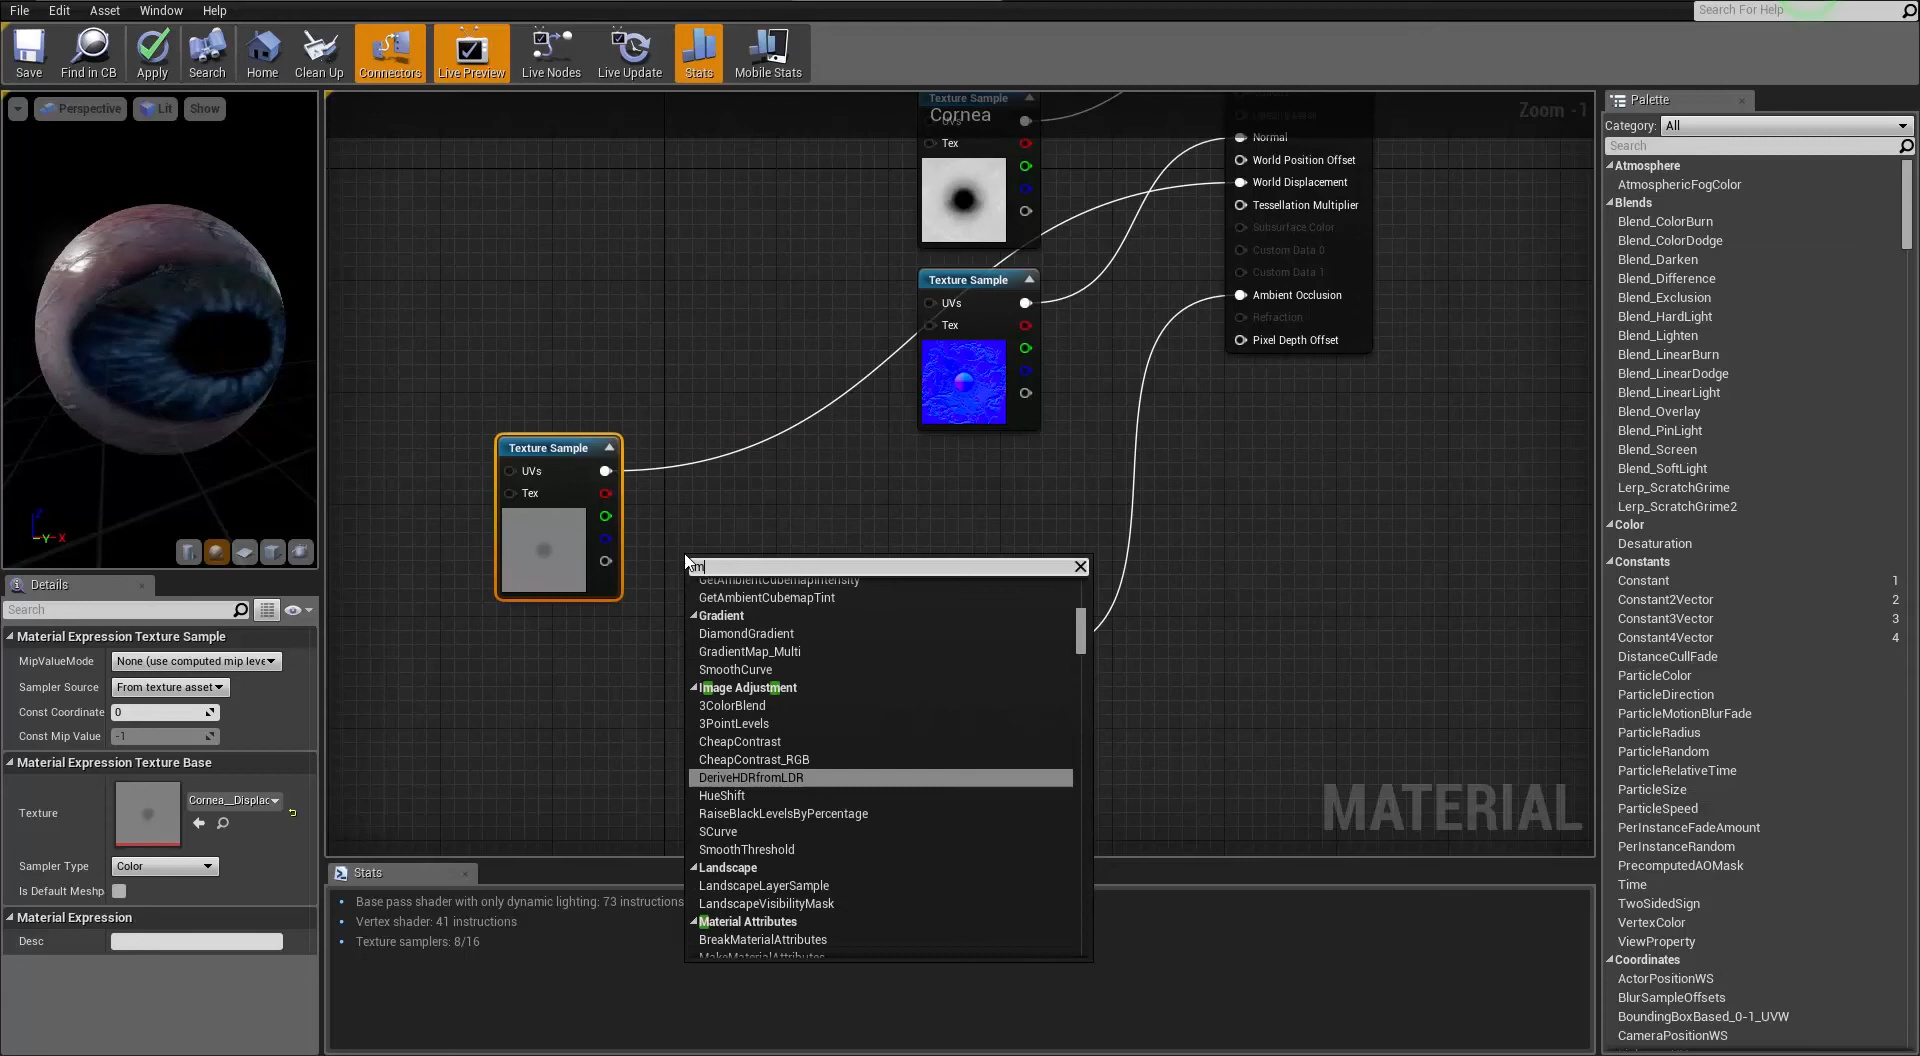 File Edit Asset Window Help
Search For Help
Save Find in CB Apply Search Home Clean Up Connectors Live Preview Live Nodes Live Update Stats Mobile Stats
Perspective Lit Show
Z
Y X
Details
Search
Material Expression Texture Sample
MipValueMode None (use computed mip leve
Sampler Source From texture asset
Const Coordinate 0
Const Mip Value -1
Material Expression Texture Base
Texture Cornea__Displac
Sampler Type Color
Is Default Meshp
Material Expression
Desc
Cornea
Zoom -1
Texture Sample
UVs
Tex
Texture Sample
UVs
Tex
Texture Sample
UVs
Tex
Normal
World Position Offset
World Displacement
Tessellation Multiplier
Subsurface Color
Custom Data 0
Custom Data 1
Ambient Occlusion
Refraction
Pixel Depth Offset
m
GetAmbientCubemapIntensity
GetAmbientCubemapTint
Gradient
DiamondGradient
GradientMap_Multi
SmoothCurve
Image Adjustment
3ColorBlend
3PointLevels
CheapContrast
CheapContrast_RGB
DeriveHDRfromLDR
HueShift
RaiseBlackLevelsByPercentage
SCurve
SmoothThreshold
Landscape
LandscapeLayerSample
LandscapeVisibilityMask
Material Attributes
BreakMaterialAttributes
MakeMaterialAttributes
MATERIAL
Stats
Base pass shader with only dynamic lighting: 73 instructions
Vertex shader: 41 instructions
Texture samplers: 8/16
Palette
Category: All
Search
Atmosphere
AtmosphericFogColor
Blends
Blend_ColorBurn
Blend_ColorDodge
Blend_Darken
Blend_Difference
Blend_Exclusion
Blend_HardLight
Blend_Lighten
Blend_LinearBurn
Blend_LinearDodge
Blend_LinearLight
Blend_Overlay
Blend_PinLight
Blend_Screen
Blend_SoftLight
Lerp_ScratchGrime
Lerp_ScratchGrime2
Color
Desaturation
Constants
Constant 1
Constant2Vector 2
Constant3Vector 3
Constant4Vector 4
DistanceCullFade
ParticleColor
ParticleDirection
ParticleMotionBlurFade
ParticleRadius
ParticleRandom
ParticleRelativeTime
ParticleSize
ParticleSpeed
PerInstanceFadeAmount
PerInstanceRandom
PrecomputedAOMask
Time
TwoSidedSign
VertexColor
ViewProperty
Coordinates
ActorPositionWS
BlurSampleOffsets
BoundingBoxBased_0-1_UVW
CameraPositionWS